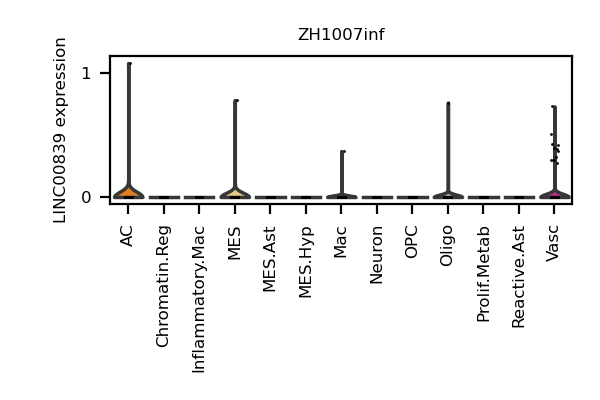 ZH1007inf
LINC00839 expression
1
0
AC
Chromatin.Reg
Inflammatory.Mac
MES
MES.Ast
MES.Hyp
Mac
Neuron
OPC
Oligo
Prolif.Metab
Reactive.Ast
Vasc